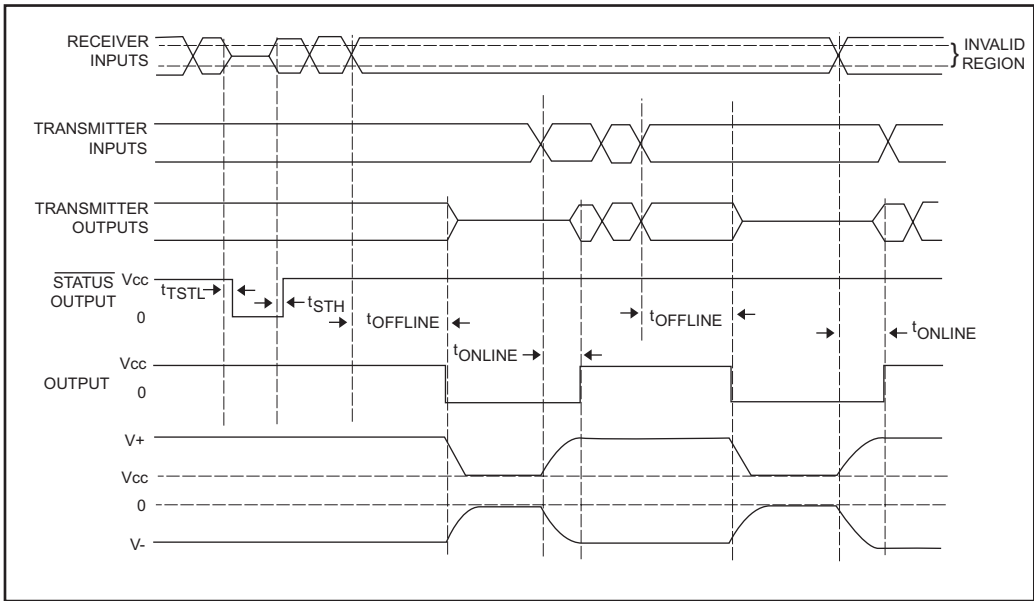 RECEIVER
INPUTS
} INVALID
REGION
TRANSMITTER
INPUTS
TRANSMITTER
OUTPUTS
STATUS
OUTPUT
Vcc
0
tTSTL
tSTH
tOFFLINE
tONLINE
tOFFLINE
tONLINE
OUTPUT
Vcc
0
V+
Vcc
0
V-